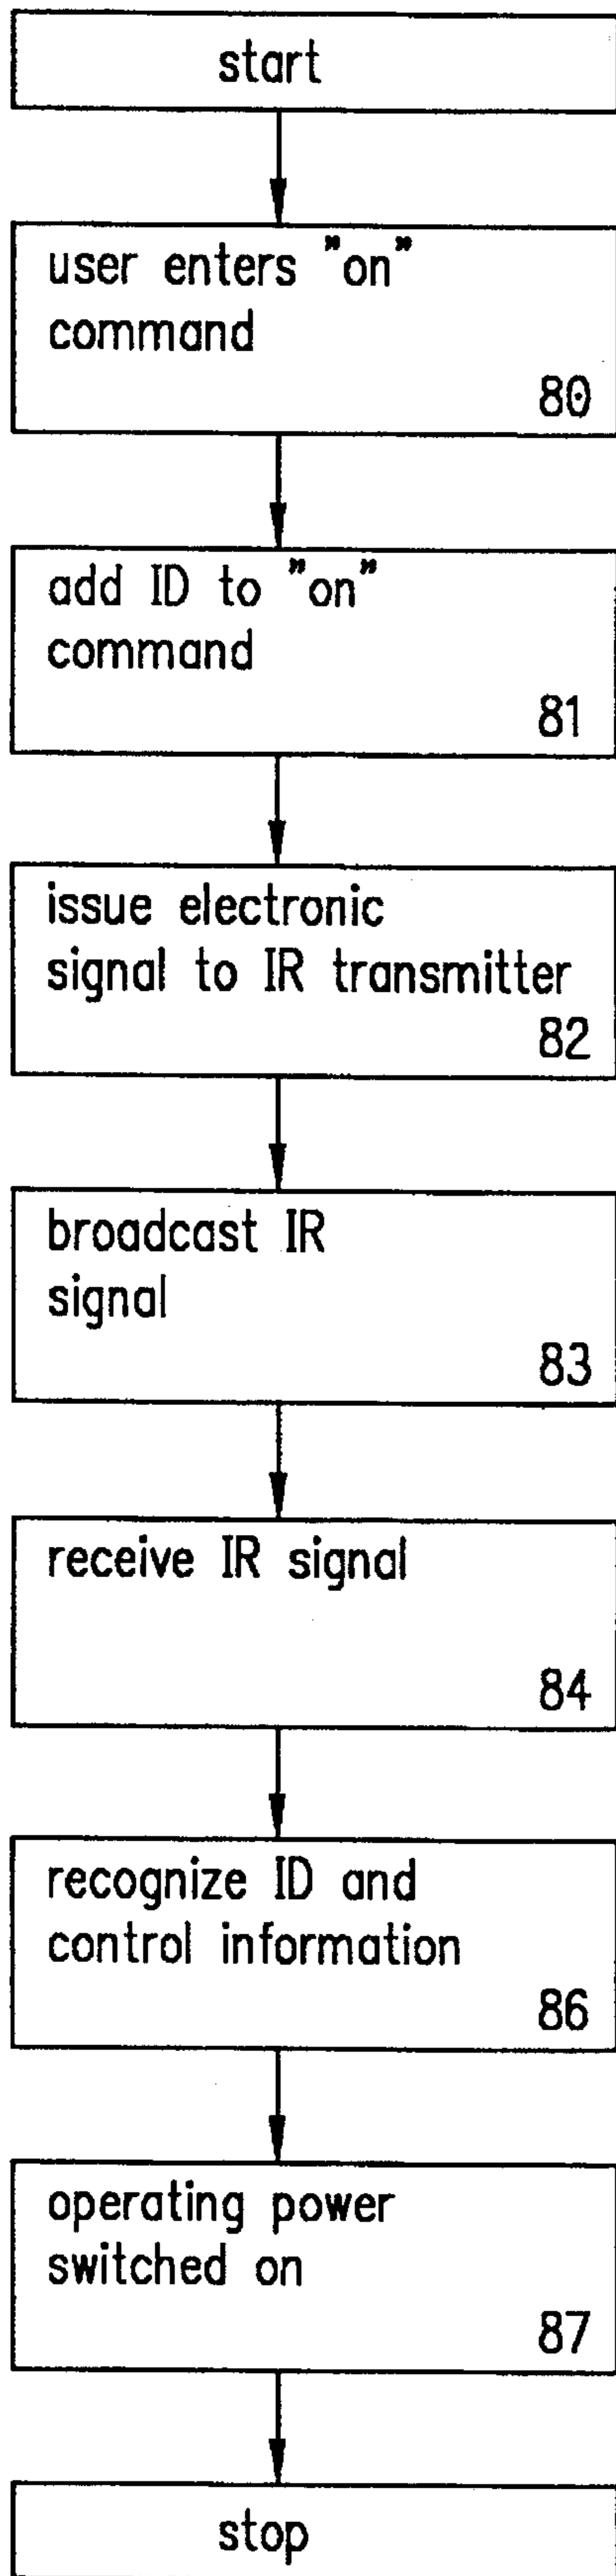 start
user enters "on"
command
80
add ID to "on"
command
81
issue electronic
signal to IR transmitter
82
broadcast IR
signal
83
receive IR signal
84
recognize ID and
control information
86
operating power
switched on
87
stop